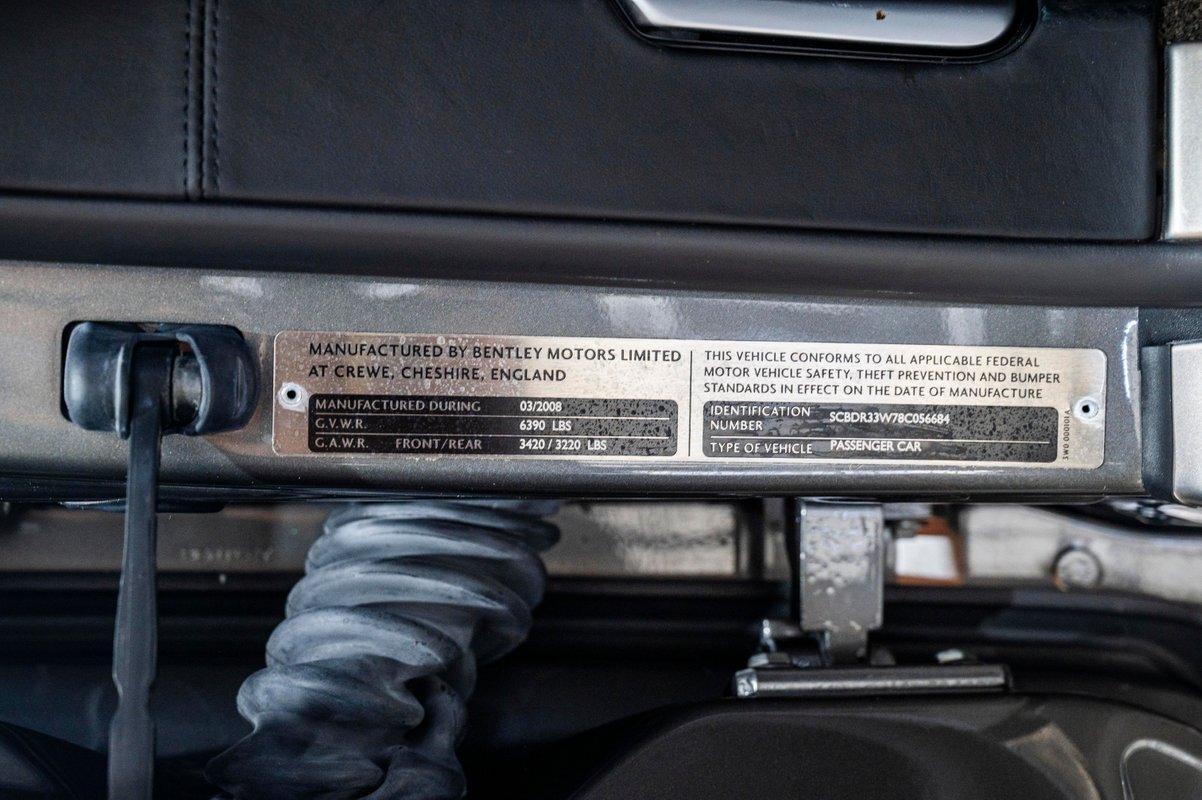 MANUFACTURED BY BENTLEY MOTORS LIMITED
AT CREWE, CHESHIRE, ENGLAND
MANUFACTURED DURING 03/2008
G.V.W.R. 6390 LBS
G.A.W.R. FRONT/REAR 3420 / 3220 LBS
THIS VEHICLE CONFORMS TO ALL APPLICABLE FEDERAL
MOTOR VEHICLE SAFETY, THEFT PREVENTION AND BUMPER
STANDARDS IN EFFECT ON THE DATE OF MANUFACTURE
IDENTIFICATION SCBDR33W78C056684
NUMBER
TYPE OF VEHICLE PASSENGER CAR
3W0 000101A